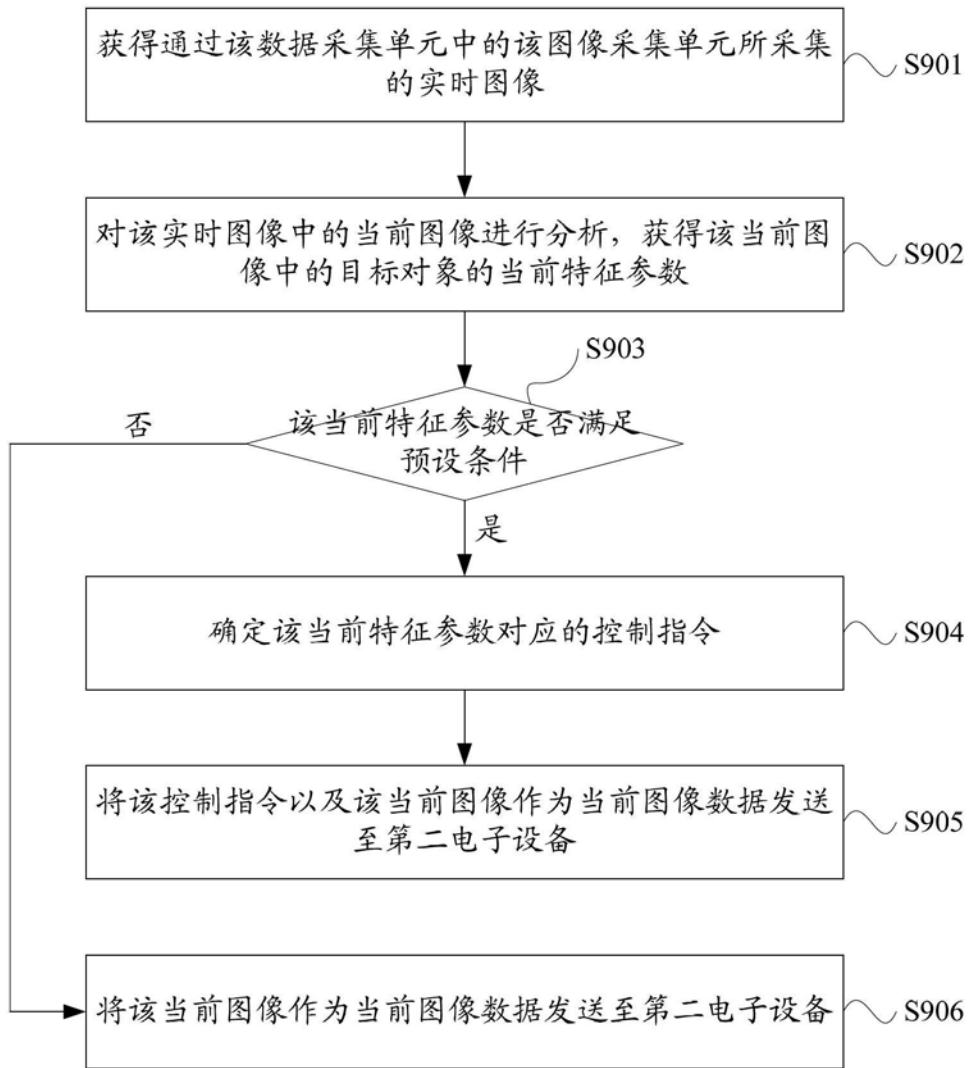 获得通过该数据采集单元中的该图像采集单元所采集
的实时图像
S901
对该实时图像中的当前图像进行分析，获得该当前图
像中的目标对象的当前特征参数
S902
S903
否
该当前特征参数是否满足
预设条件
是
确定该当前特征参数对应的控制指令
S904
将该控制指令以及该当前图像作为当前图像数据发送
至第二电子设备
S905
将该当前图像作为当前图像数据发送至第二电子设备
S906